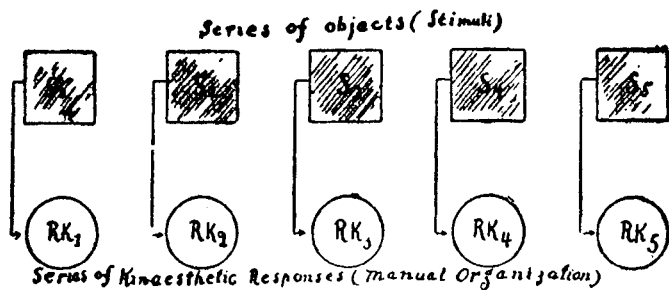 Series of objects (Stimuli)
S2 S3 S4 S5
RK1 RK2 RK3 RK4 RK5
Series of Kinaesthetic Responses (Manual Organization)